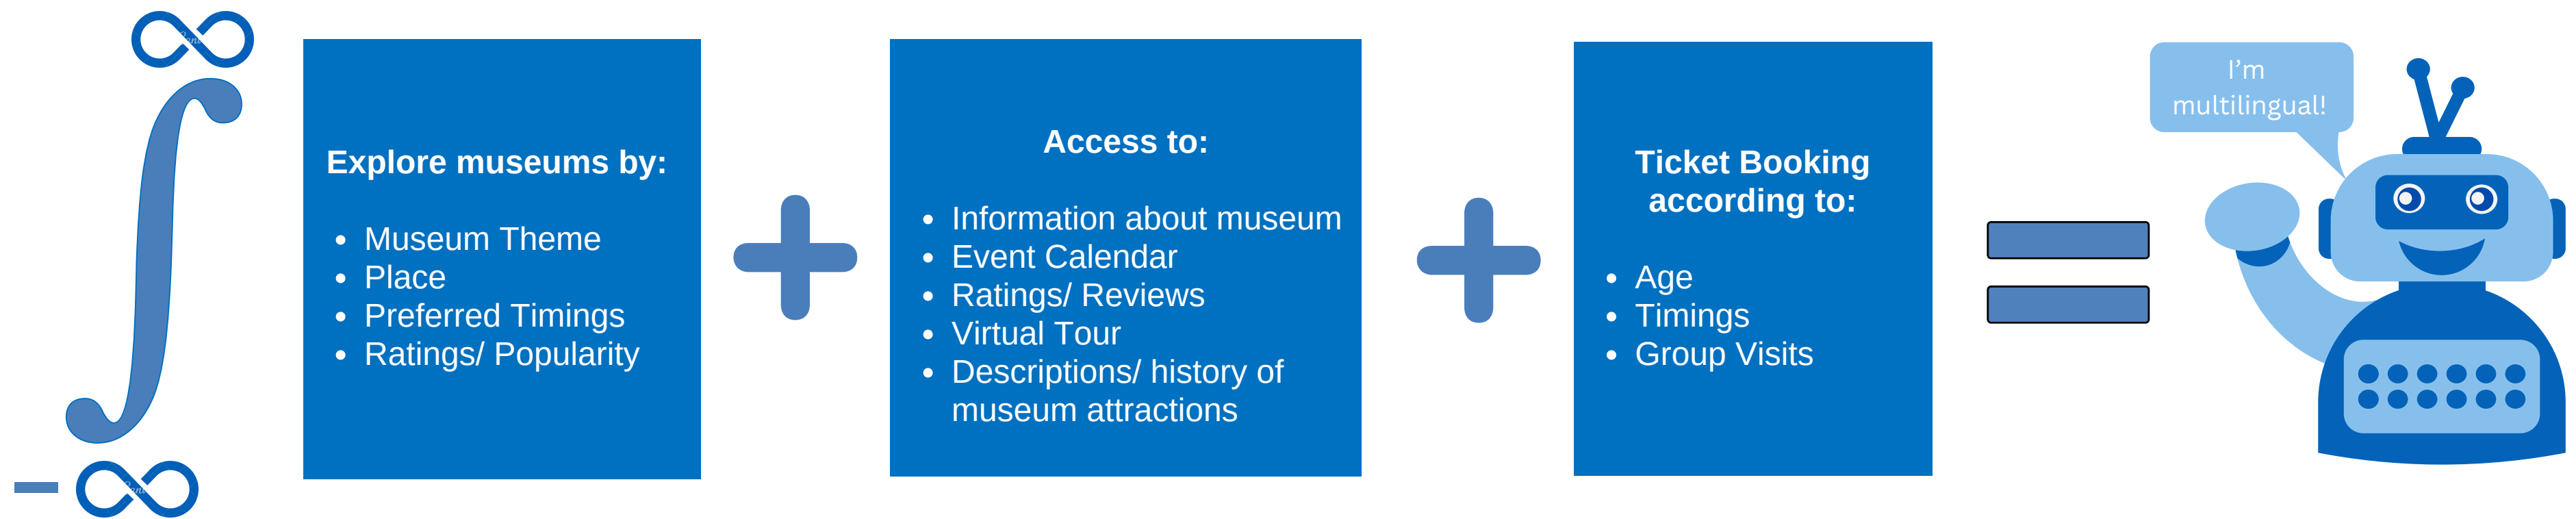 Explore museums by:
• Museum Theme
• Place
• Preferred Timings
• Ratings/ Popularity
Access to:
• Information about museum
• Event Calendar
• Ratings/ Reviews
• Virtual Tour
• Descriptions/ history of
museum attractions
Ticket Booking
according to:
• Age
• Timings
• Group Visits
I’m
multilingual!